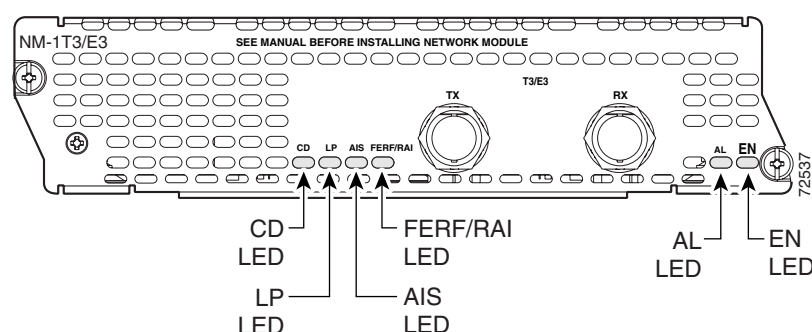 NM-1T3/E3
SEE MANUAL BEFORE INSTALLING NETWORK MODULE
T3/E3
TX
RX
CD
LP
AIS
FERF/RAI
AL
EN
72537
CD
LED
FERF/RAI
LED
AL
LED
EN
LED
LP
LED
AIS
LED